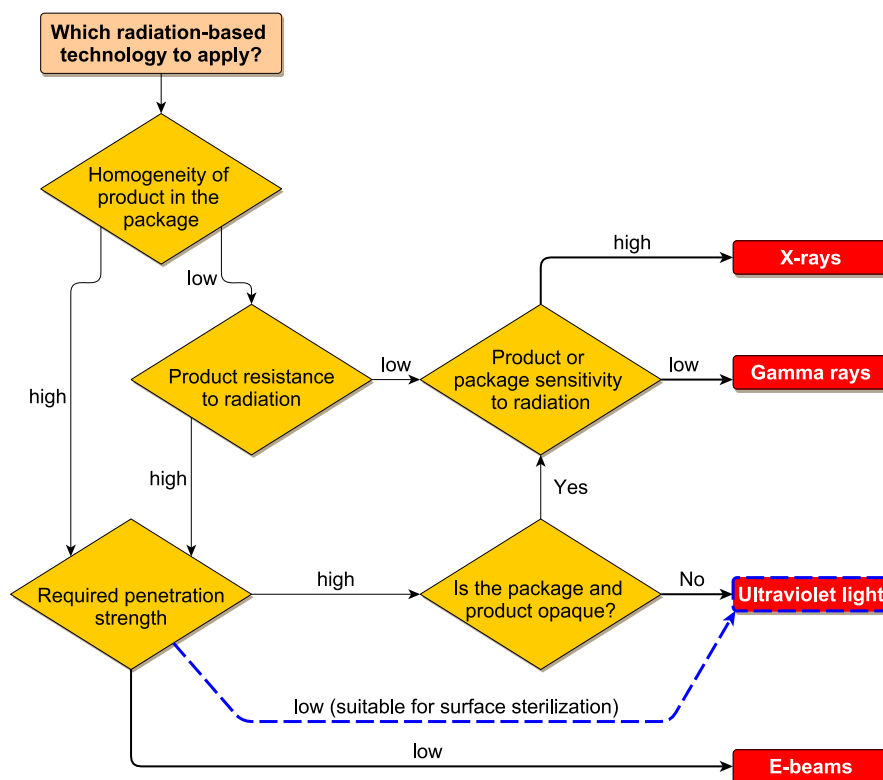 Which radiation-based
technology to apply?
Homogeneity of
product in the
package
high
X-rays
low
Product resistance
to radiation
low
Product or
package sensitivity
to radiation
low
Gamma rays
high
high
Yes
Required penetration
strength
high
Is the package and
product opaque?
No
Ultraviolet light
low (suitable for surface sterilization)
low
E-beams